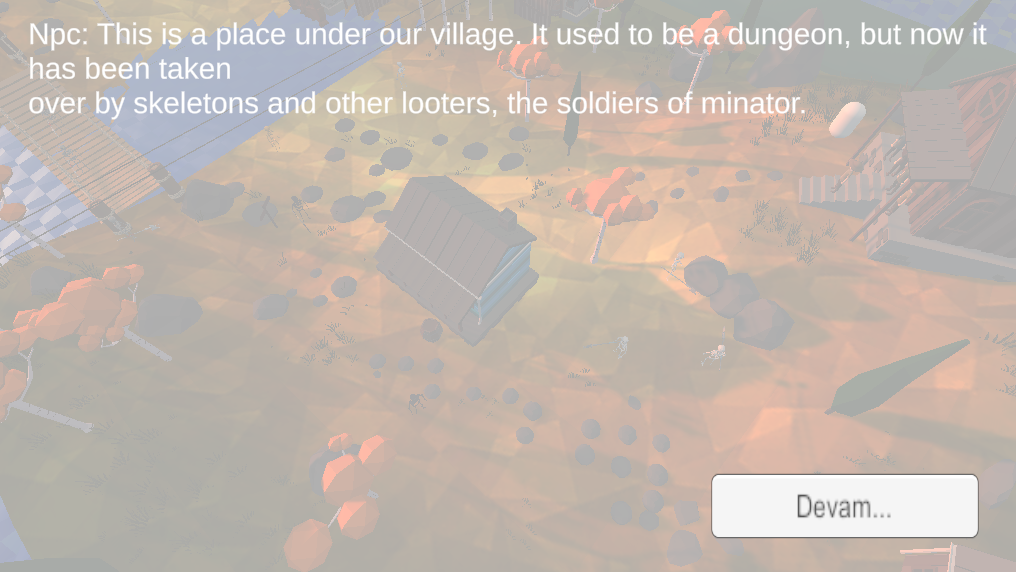 Npc: This is a place under our village. It used to be a dungeon, but now it
has been taken
over by skeletons and other looters, the soldiers of minator.
Devam...